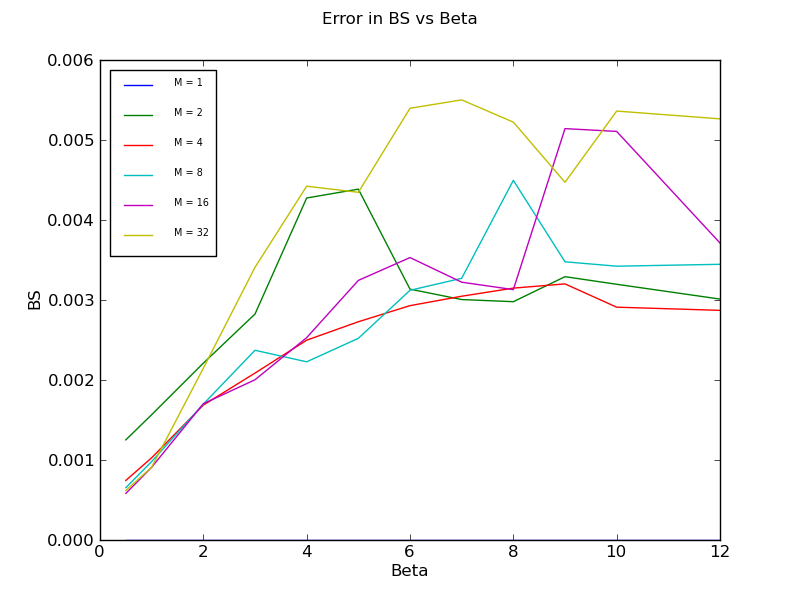 Error in BS vs Beta
0.006
0.005
0.004
0.003
0.002
0.001
0.000
BS
M = 1
M = 2
M = 4
M = 8
M = 16
M = 32
0 2 4 6 8 10 12
Beta